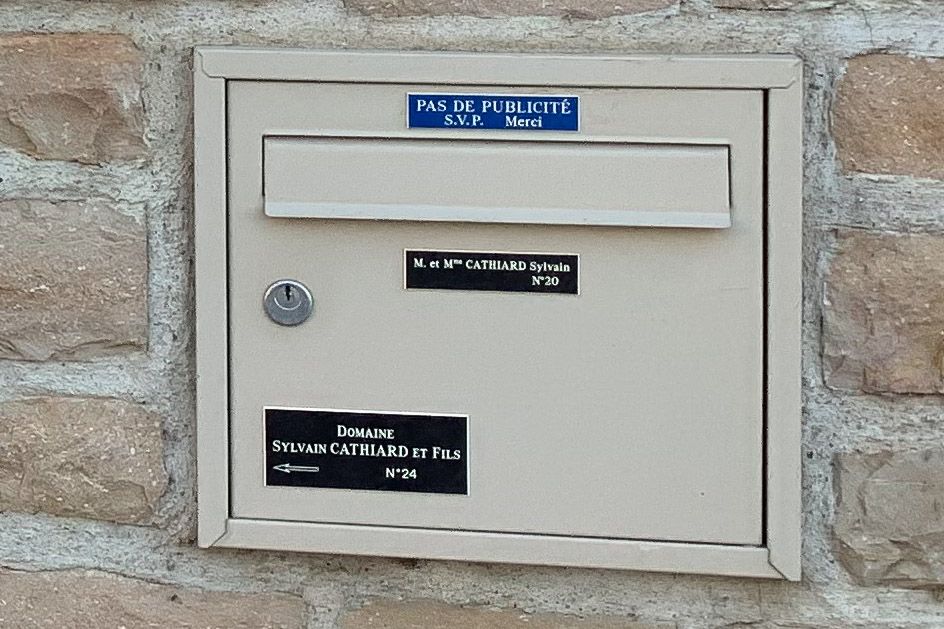 PAS DE PUBLICITÉ
S.V.P. Merci
M. et Mme CATHIARD Sylvain
N°20
DOMAINE
SYLVAIN CATHIARD ET FILS
N°24